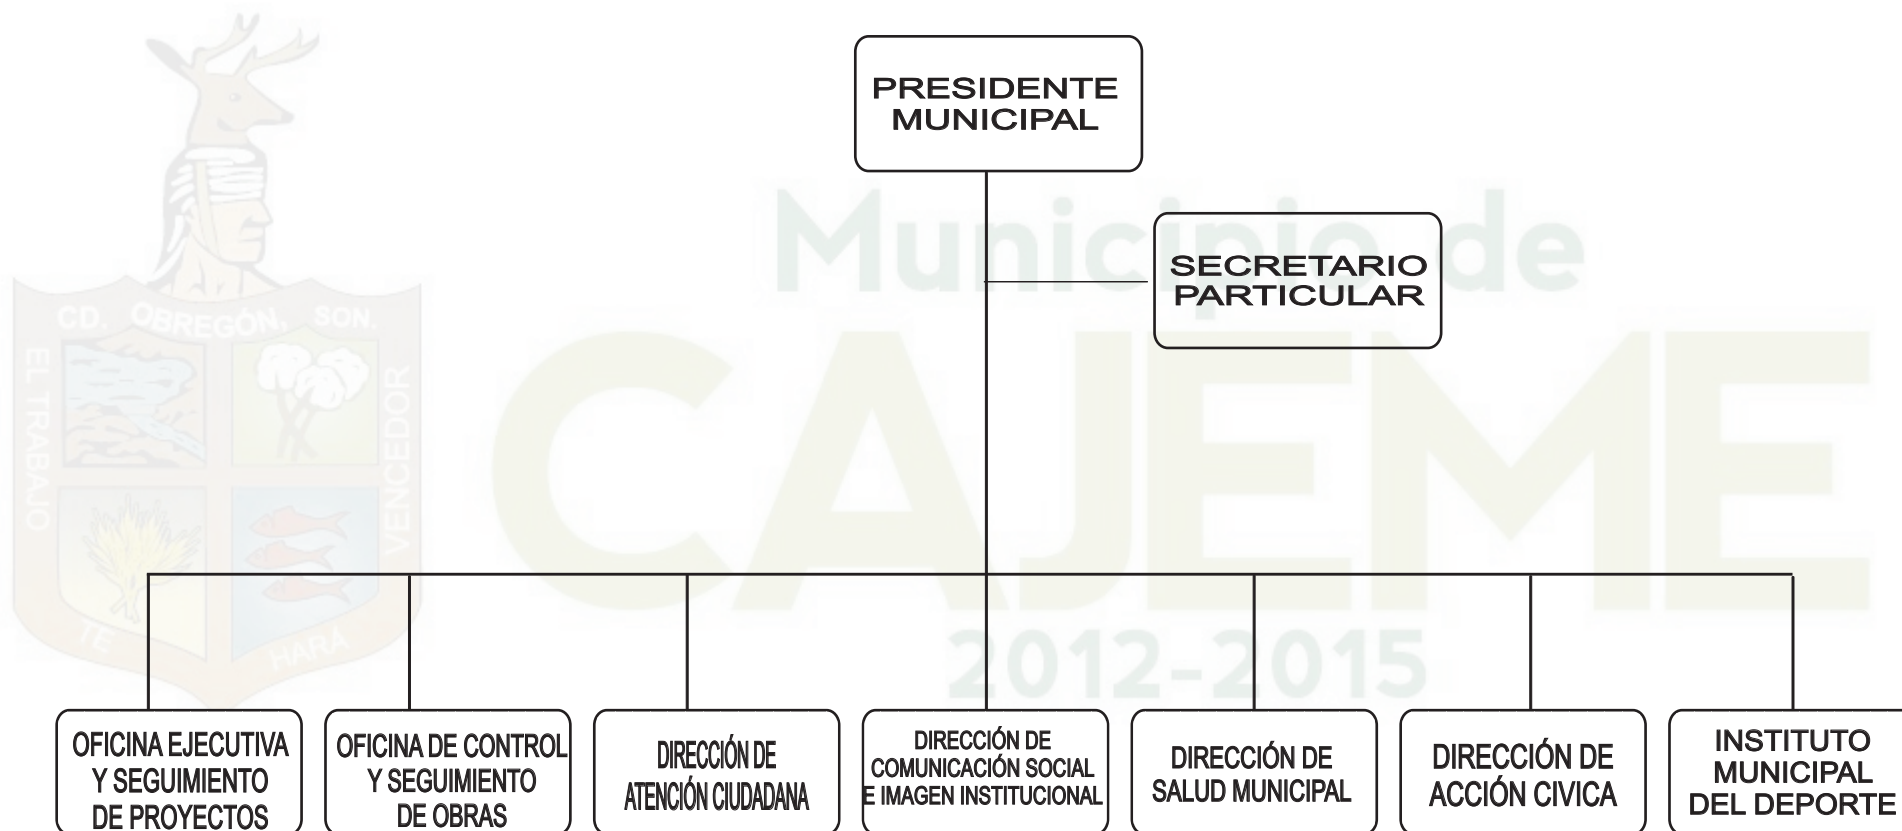 PRESIDENTE
MUNICIPAL
Municipio de
SECRETARIO
PARTICULAR
CD. OBREGÓN, SON.
EL TRABAJO
VENCEDOR
TE
HARÁ
CAJEME
2012-2015
OFICINA EJECUTIVA
Y SEGUIMIENTO
DE PROYECTOS
OFICINA DE CONTROL
Y SEGUIMIENTO
DE OBRAS
DIRECCIÓN DE
ATENCIÓN CIUDADANA
DIRECCIÓN DE
COMUNICACIÓN SOCIAL
E IMAGEN INSTITUCIONAL
DIRECCIÓN DE
SALUD MUNICIPAL
DIRECCIÓN DE
ACCIÓN CIVICA
INSTITUTO
MUNICIPAL
DEL DEPORTE